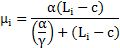 μᵢ = α(Lᵢ − c) / ((α/γ) + (Lᵢ − c))